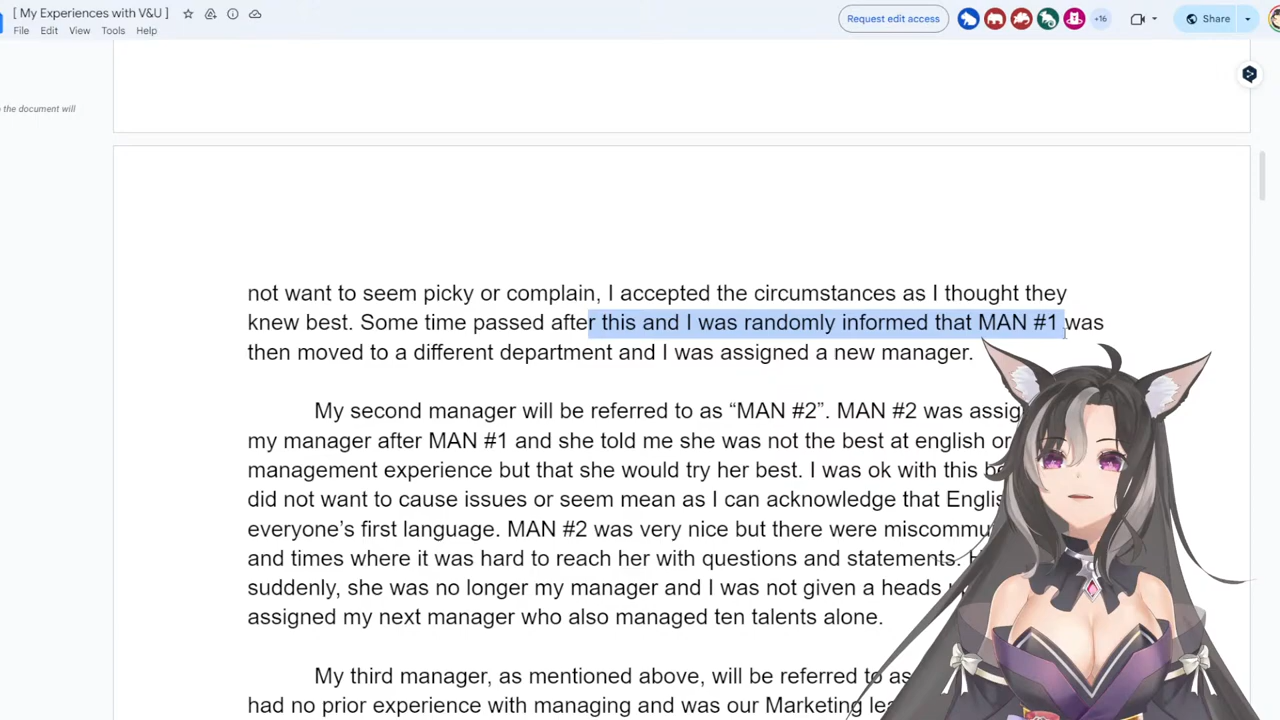 [ My Experiences with V&U ]
File Edit View Tools Help
Request edit access
+16
Share
n the document will
not want to seem picky or complain, I accepted the circumstances as I thought they
knew best. Some time passed after this and I was randomly informed that MAN #1 was
then moved to a different department and I was assigned a new manager.
My second manager will be referred to as “MAN #2”. MAN #2 was assig
my manager after MAN #1 and she told me she was not the best at english or
management experience but that she would try her best. I was ok with this be
did not want to cause issues or seem mean as I can acknowledge that Englis
everyone’s first language. MAN #2 was very nice but there were miscommu
and times where it was hard to reach her with questions and statements. H
suddenly, she was no longer my manager and I was not given a heads u
assigned my next manager who also managed ten talents alone.
My third manager, as mentioned above, will be referred to as
had no prior experience with managing and was our Marketing lea